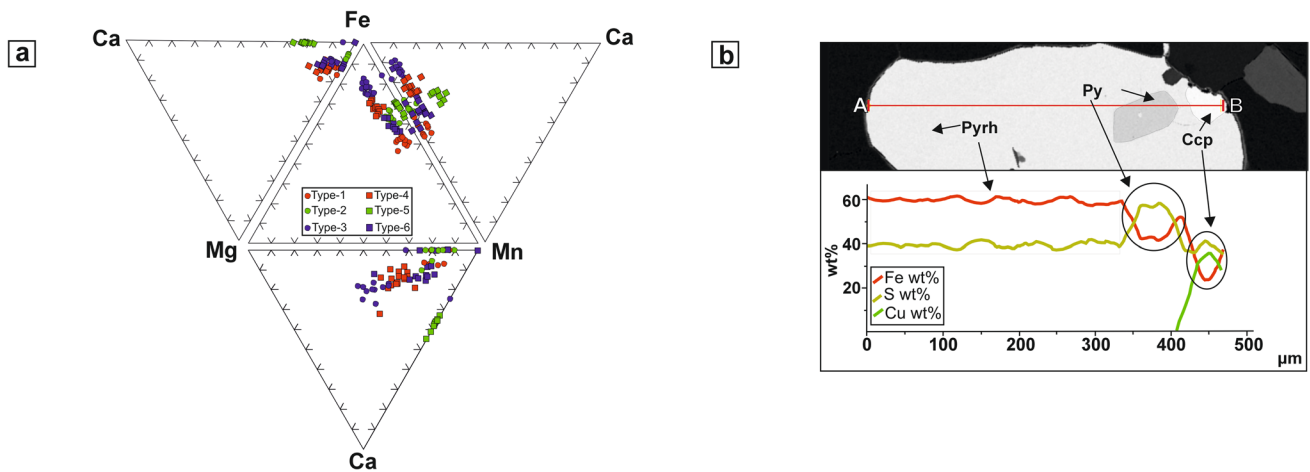 a
Ca
Fe
Ca
Mg
Mn
Type-1
Type-4
Type-2
Type-5
Type-3
Type-6
Ca
b
A
B
Py
Pyrh
Ccp
wt%
60
40
20
Fe wt%
S wt%
Cu wt%
0 100 200 300 400 500
µm